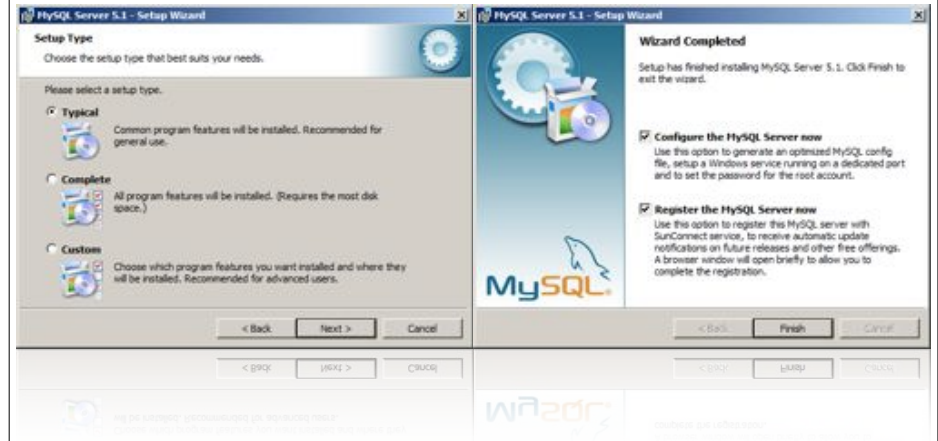 MySQL Server 5.1 - Setup Wizard
Setup Type
Choose the setup type that best suits your needs.
Please select a setup type.
Typical
Common program features will be installed. Recommended for
general use.
Complete
All program features will be installed. (Requires the most disk
space.)
Custom
Choose which program features you want installed and where they
will be installed. Recommended for advanced users.
< Back
Next >
Cancel
MySQL Server 5.1 - Setup Wizard
Wizard Completed
Setup has finished installing MySQL Server 5.1. Click Finish to
exit the wizard.
Configure the MySQL Server now
Use this option to generate an optimized MySQL config
file, setup a Windows service running on a dedicated port
and to set the password for the root account.
Register the MySQL Server now
Use this option to register this MySQL server with
SunConnect service, to receive automatic update
notifications on future releases and other free offerings.
A browser window will open briefly to allow you to
complete the registration.
MySQL
< Back
Finish
Cancel